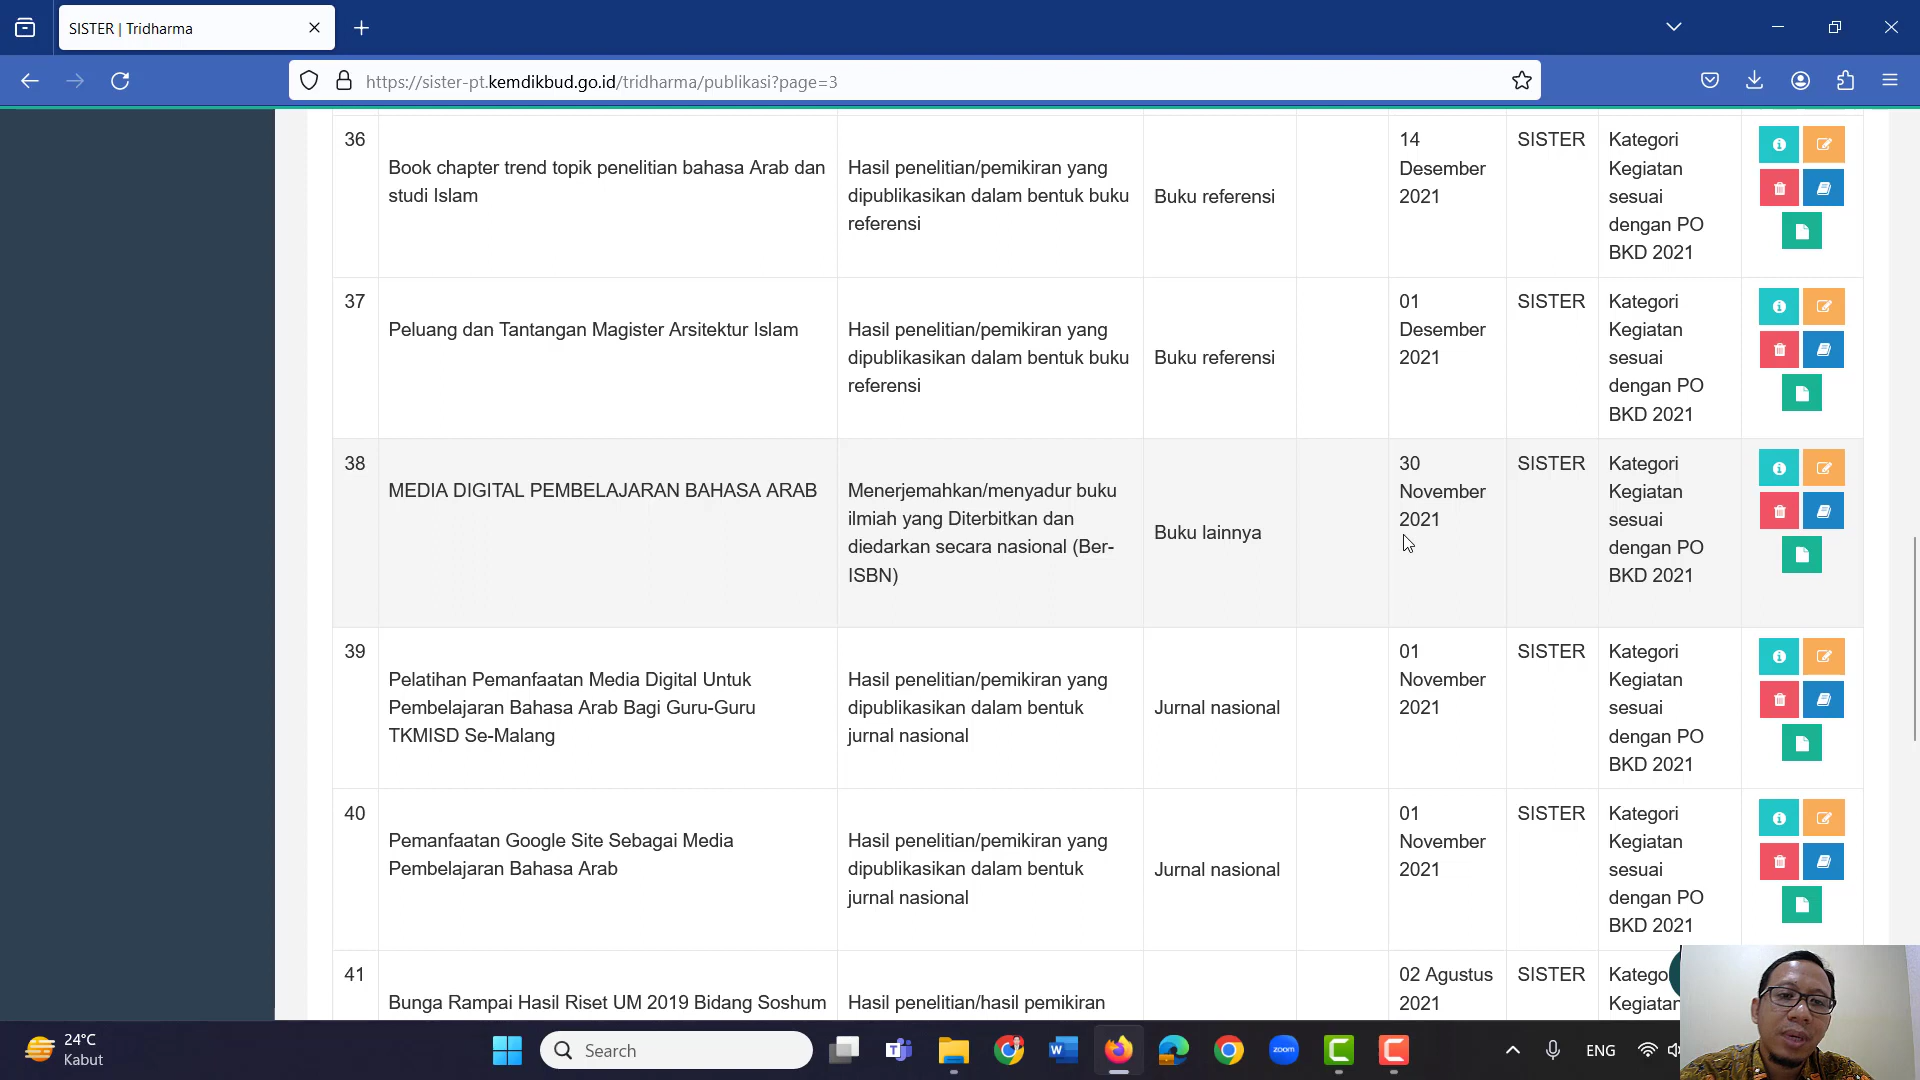 SISTER | Tridharma
https://sister-pt.kemdikbud.go.id/tridharma/publikasi?page=3
36
Book chapter trend topik penelitian bahasa Arab dan
studi Islam
Hasil penelitian/pemikiran yang
dipublikasikan dalam bentuk buku
referensi
Buku referensi
14
Desember
2021
SISTER
Kategori
Kegiatan
sesuai
dengan PO
BKD 2021
37
Peluang dan Tantangan Magister Arsitektur Islam
Hasil penelitian/pemikiran yang
dipublikasikan dalam bentuk buku
referensi
Buku referensi
01
Desember
2021
SISTER
Kategori
Kegiatan
sesuai
dengan PO
BKD 2021
38
MEDIA DIGITAL PEMBELAJARAN BAHASA ARAB
Menerjemahkan/menyadur buku
ilmiah yang Diterbitkan dan
diedarkan secara nasional (Ber-
ISBN)
Buku lainnya
30
November
2021
SISTER
Kategori
Kegiatan
sesuai
dengan PO
BKD 2021
39
Pelatihan Pemanfaatan Media Digital Untuk
Pembelajaran Bahasa Arab Bagi Guru-Guru
TKMISD Se-Malang
Hasil penelitian/pemikiran yang
dipublikasikan dalam bentuk
jurnal nasional
Jurnal nasional
01
November
2021
SISTER
Kategori
Kegiatan
sesuai
dengan PO
BKD 2021
40
Pemanfaatan Google Site Sebagai Media
Pembelajaran Bahasa Arab
Hasil penelitian/pemikiran yang
dipublikasikan dalam bentuk
jurnal nasional
Jurnal nasional
01
November
2021
SISTER
Kategori
Kegiatan
sesuai
dengan PO
BKD 2021
41
Bunga Rampai Hasil Riset UM 2019 Bidang Soshum
Hasil penelitian/hasil pemikiran
02 Agustus
2021
SISTER
Katego
Kegiatan
24°C
Kabut
Search
zoom
ENG